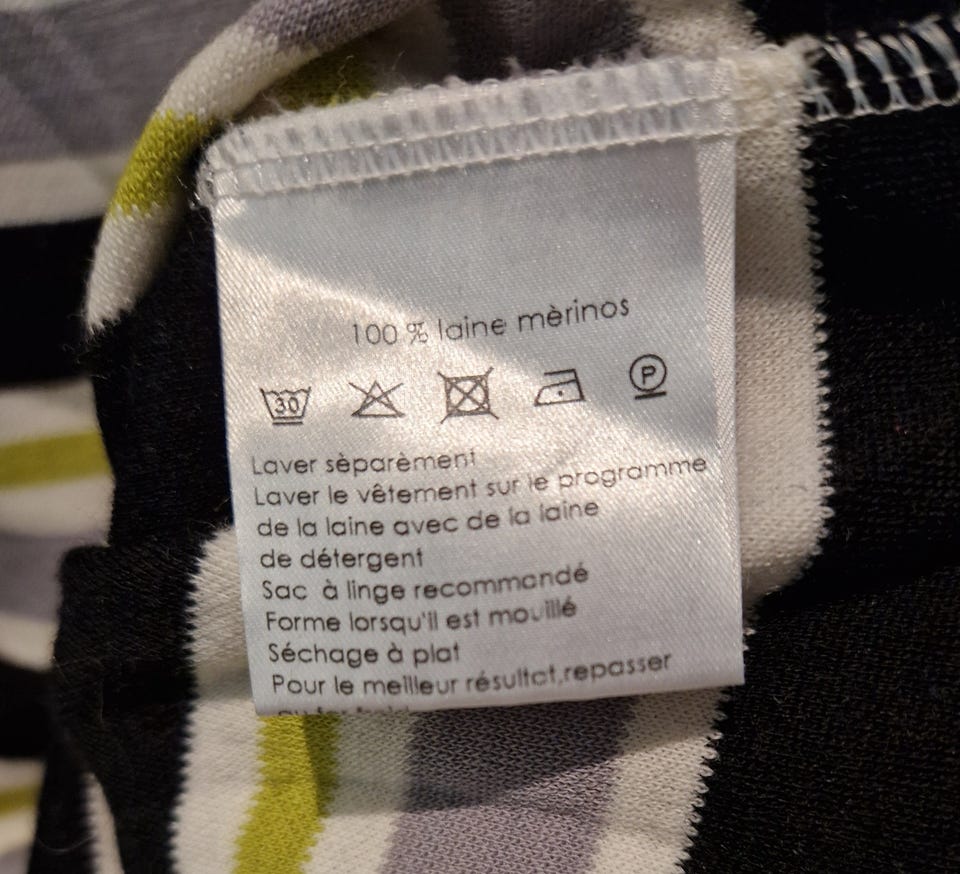 100 % laine mèrinos
30
P
Laver sèparèment
Laver le vêtement sur le programme
de la laine avec de la laine
de détergent
Sac à linge recommandé
Forme lorsqu'il est mouillé
Séchage à plat
Pour le meilleur résultat,repasser